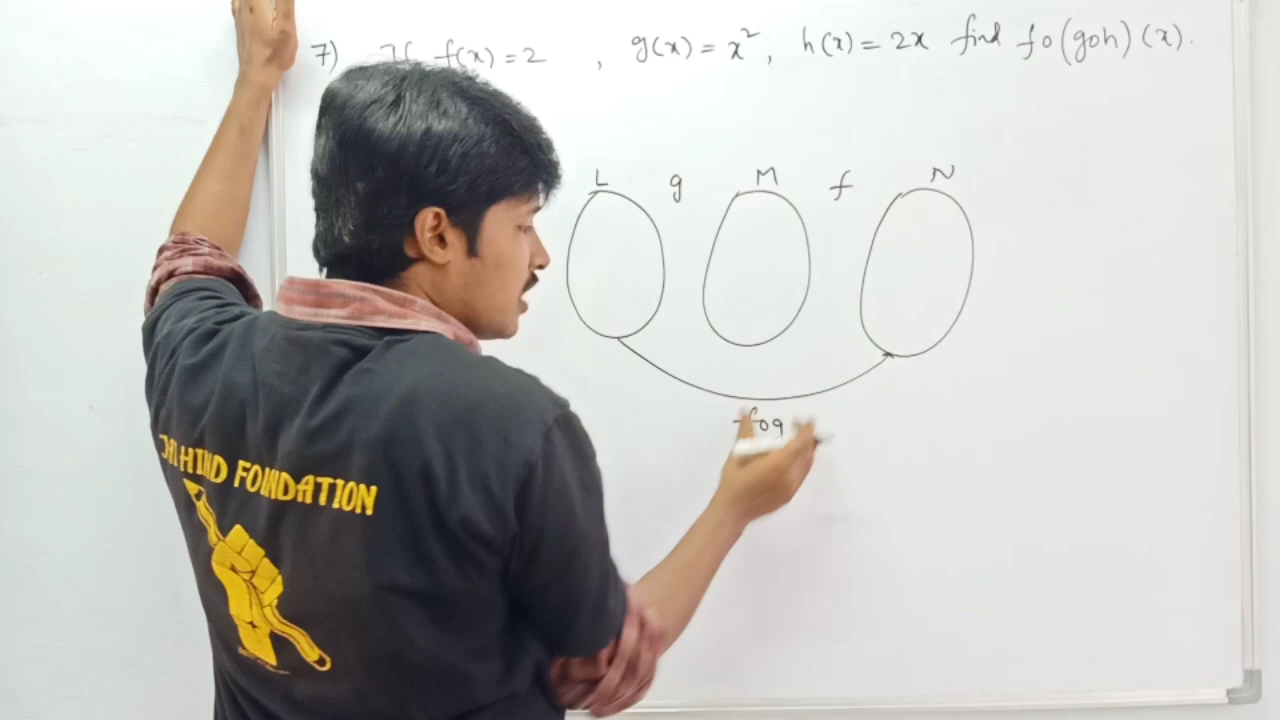 7) If f(x) = 2 , g(x) = x², h(x) = 2x find fo(goh)(x).
L g M f N
fog
JAI HIND FOUNDATION